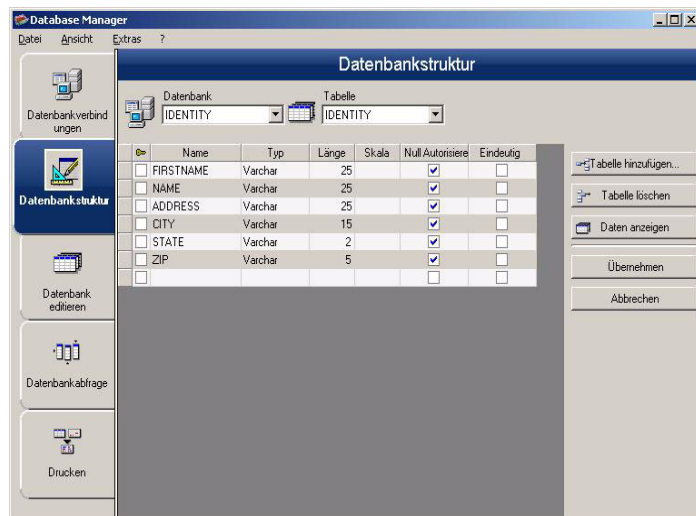 Database Manager
Datei Ansicht Extras ?
Datenbankstruktur
Datenbankverbind
ungen
Datenbankstruktur
Datenbank
editieren
Datenbankabfrage
Drucken
Datenbank Tabelle
IDENTITY IDENTITY
Name Typ Länge Skala Null Autorisiere Eindeutig
FIRSTNAME Varchar 25
NAME Varchar 25
ADDRESS Varchar 25
CITY Varchar 15
STATE Varchar 2
ZIP Varchar 5
Tabelle hinzufügen...
Tabelle löschen
Daten anzeigen
Übernehmen
Abbrechen